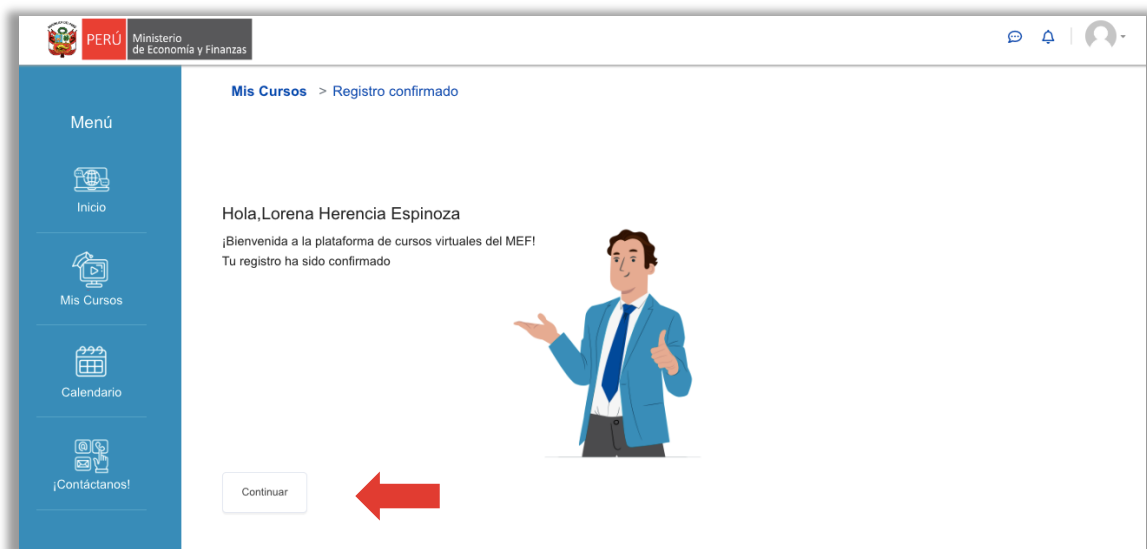 PERÚ
Ministerio
de Economía y Finanzas
Mis Cursos > Registro confirmado
Menú
Inicio
Mis Cursos
Calendario
¡Contáctanos!
Hola,Lorena Herencia Espinoza
¡Bienvenida a la plataforma de cursos virtuales del MEF!
Tu registro ha sido confirmado
Continuar